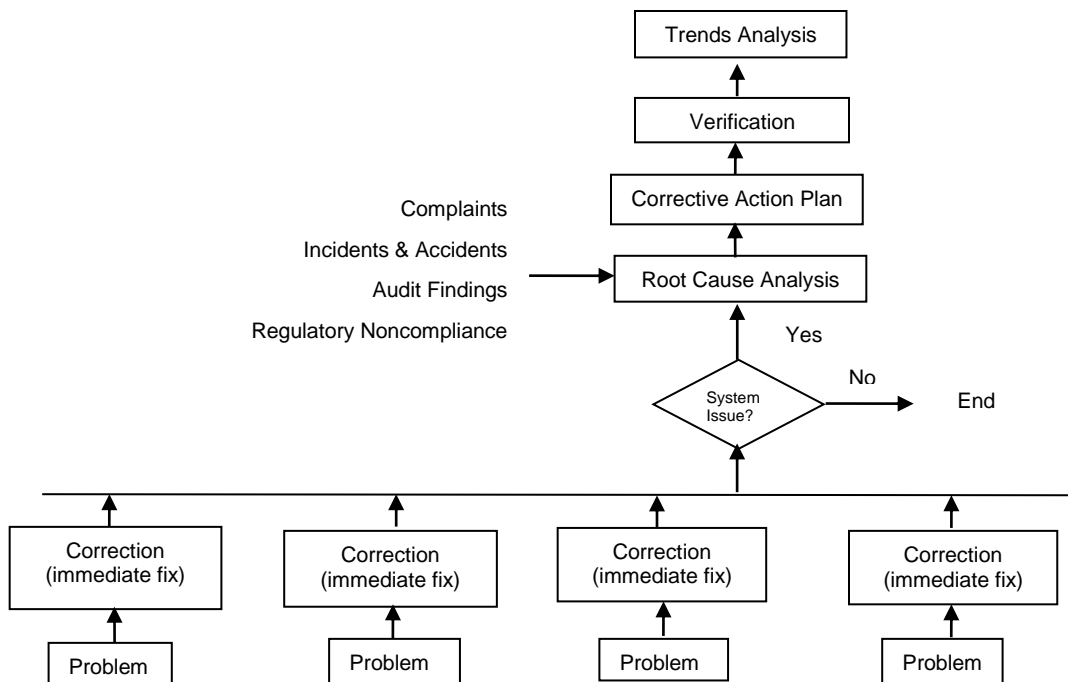 Trends Analysis
Verification
Corrective Action Plan
Complaints
Incidents & Accidents
Root Cause Analysis
Audit Findings
Regulatory Noncompliance
Yes
No
System
Issue?
End
Correction
(immediate fix)
Correction
(immediate fix)
Correction
(immediate fix)
Correction
(immediate fix)
Problem
Problem
Problem
Problem